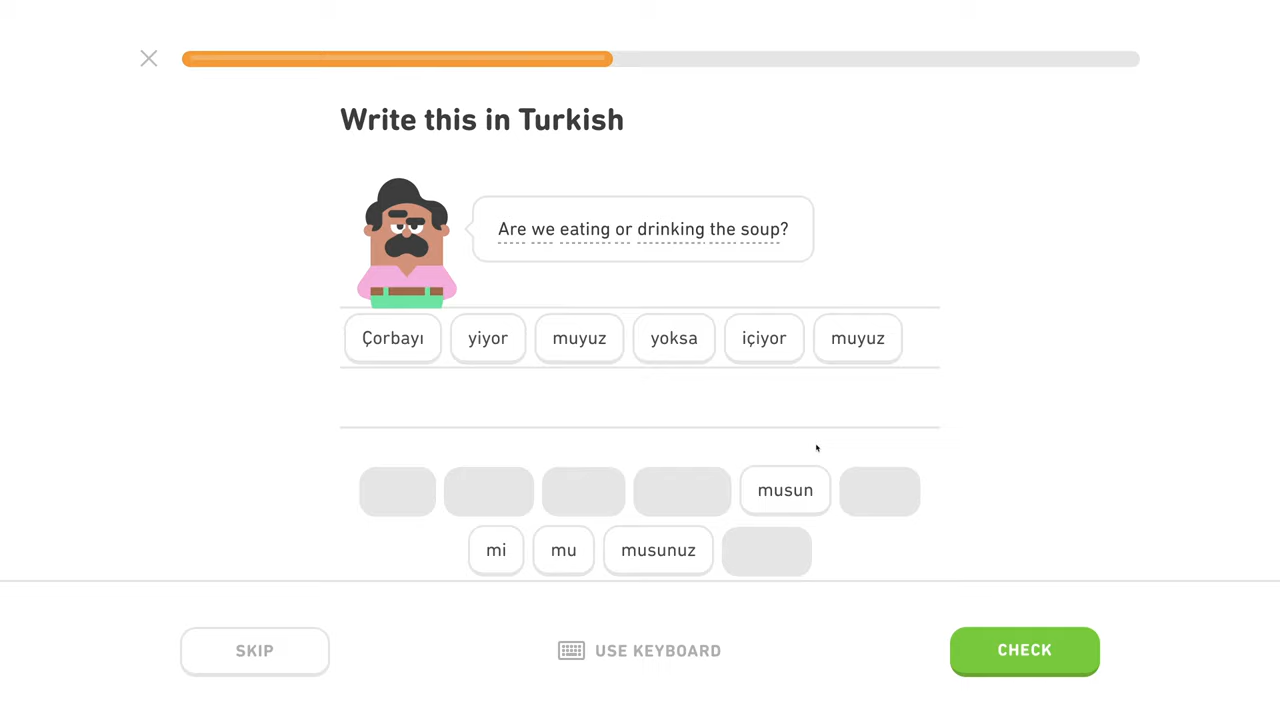 Write this in Turkish
Are we eating or drinking the soup?
Çorbayı yiyor muyuz yoksa içiyor muyuz
musun
mi mu musunuz
SKIP USE KEYBOARD CHECK